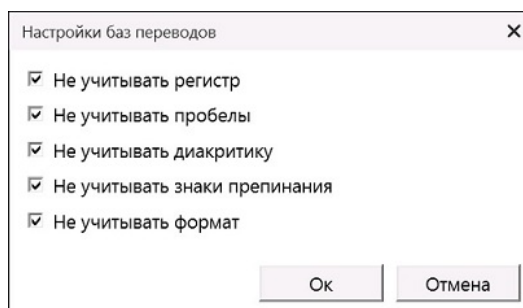 Настройки баз переводов
Не учитывать регистр
Не учитывать пробелы
Не учитывать диакритику
Не учитывать знаки препинания
Не учитывать формат
Ок
Отмена